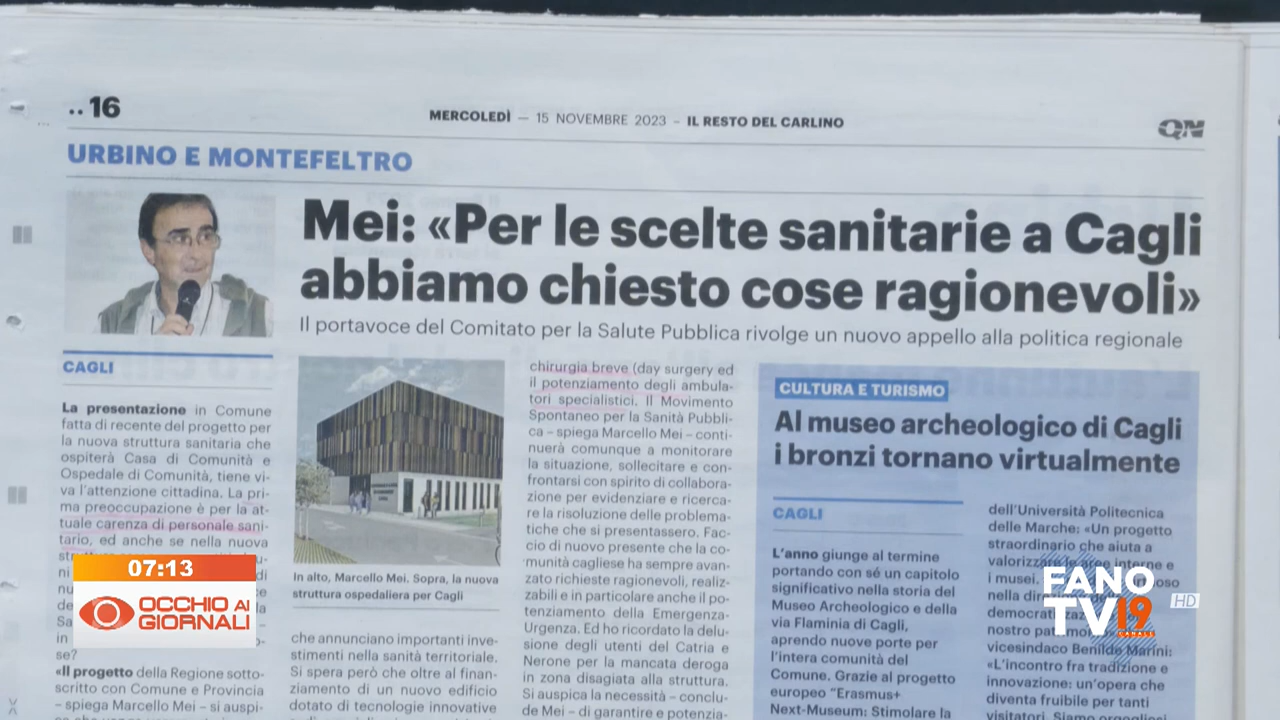 .. 16
MERCOLEDÌ — 15 NOVEMBRE 2023 – IL RESTO DEL CARLINO
QN
URBINO E MONTEFELTRO
Mei: «Per le scelte sanitarie a Cagli
abbiamo chiesto cose ragionevoli»
Il portavoce del Comitato per la Salute Pubblica rivolge un nuovo appello alla politica regionale
CAGLI
La presentazione in Comune
fatta di recente del progetto per
la nuova struttura sanitaria che
ospiterà Casa di Comunità e
Ospedale di Comunità, tiene vi-
va l'attenzione cittadina. La pri-
ma preoccupazione è per la at-
tuale carenza di personale sani-
tario, ed anche se nella nuova
in
se?
«Il progetto della Regione sotto-
scritto con Comune e Provincia
– spiega Marcello Mei – si auspi-
In alto, Marcello Mei. Sopra, la nuova
struttura ospedaliera per Cagli
che annunciano importanti inve-
stimenti nella sanità territoriale.
Si spera però che oltre al finan-
ziamento di un nuovo edificio
dotato di tecnologie innovative
chirurgia breve (day surgery ed
il potenziamento degli ambula-
tori specialistici. Il Movimento
Spontaneo per la Sanità Pubbli-
ca – spiega Marcello Mei – conti-
nuerà comunque a monitorare
la situazione, sollecitare e con-
frontarsi con spirito di collabora-
zione per evidenziare e ricerca-
re la risoluzione delle problema-
tiche che si presentassero. Fac-
cio di nuovo presente che la co-
munità cagliese ha sempre avan-
zato richieste ragionevoli, realiz-
zabili e in particolare anche il po-
tenziamento della Emergenza-
Urgenza. Ed ho ricordato la delu-
sione degli utenti del Catria e
Nerone per la mancata deroga
in zona disagiata alla struttura.
Si auspica la necessità – conclu-
de Mei – di garantire e potenzia-
CULTURA E TURISMO
Al museo archeologico di Cagli
i bronzi tornano virtualmente
CAGLI
L'anno giunge al termine
portando con sé un capitolo
significativo nella storia del
Museo Archeologico e della
via Flaminia di Cagli,
aprendo nuove porte per
l'intera comunità del
Comune. Grazie al progetto
europeo "Erasmus+
Next-Museum: Stimolare la
dell'Università Politecnica
delle Marche: «Un progetto
straordinario che aiuta a
valorizzare le aree interne e
i musei.
nella
vicesindaco Benilde Marini:
«L'incontro fra tradizione e
innovazione: un'opera che
diventa fruibile per tanti
visitatori. Siamo orgogliosi
07:13
OCCHIO AI
GIORNALI
FANO
TV 19
CANALE
HD